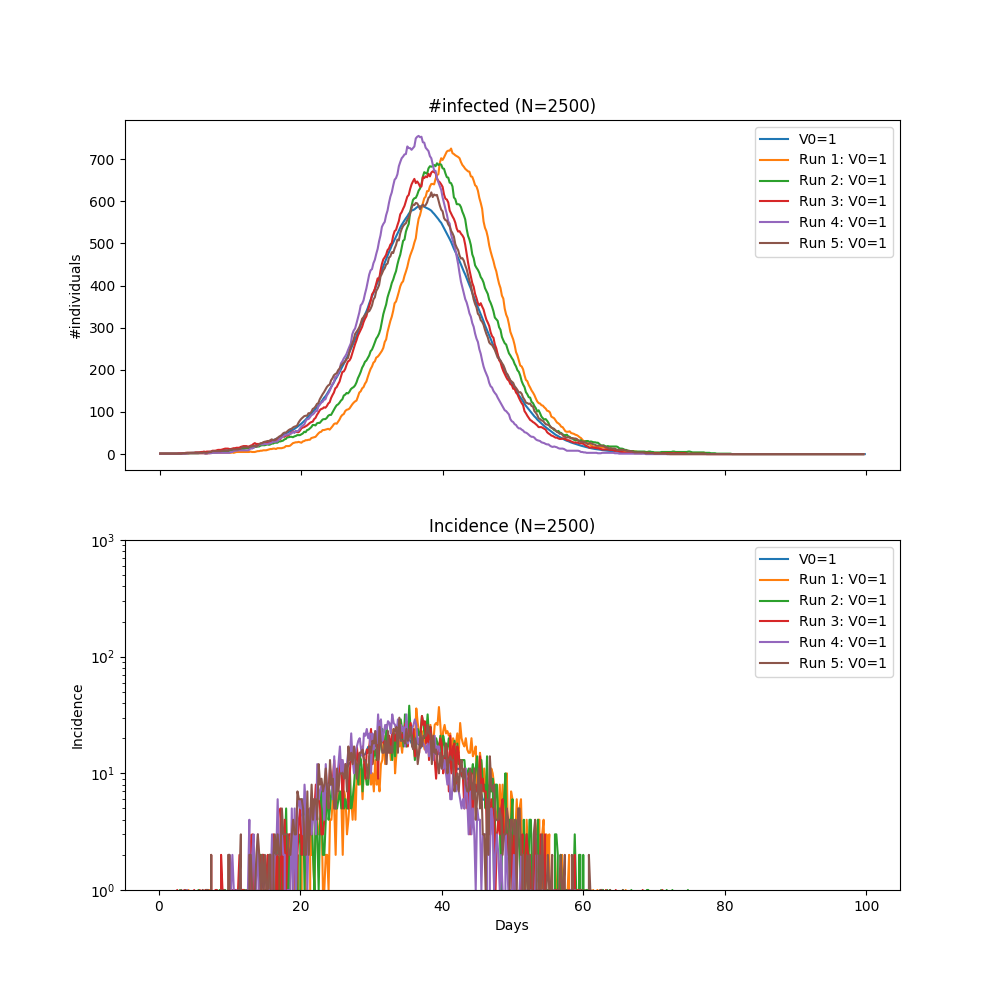 #infected (N=2500)
#individuals
700
600
500
400
300
200
100
0
V0=1
Run 1: V0=1
Run 2: V0=1
Run 3: V0=1
Run 4: V0=1
Run 5: V0=1
Incidence (N=2500)
Incidence
10³
10²
10¹
10⁰
V0=1
Run 1: V0=1
Run 2: V0=1
Run 3: V0=1
Run 4: V0=1
Run 5: V0=1
0 20 40 60 80 100
Days